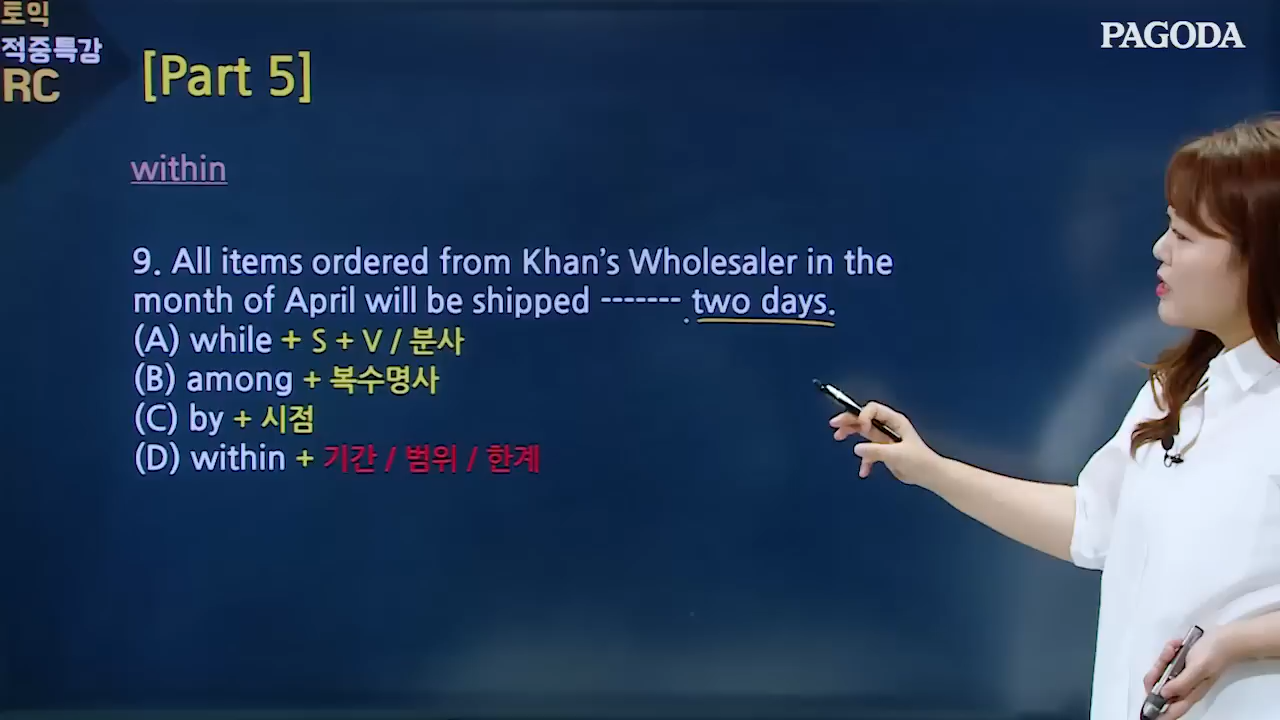 토익
적중특강
RC
PAGODA
[Part 5]
within
9. All items ordered from Khan's Wholesaler in the
month of April will be shipped ------- two days.
(A) while + S + V / 분사
(B) among + 복수명사
(C) by + 시점
(D) within + 기간 / 범위 / 한계